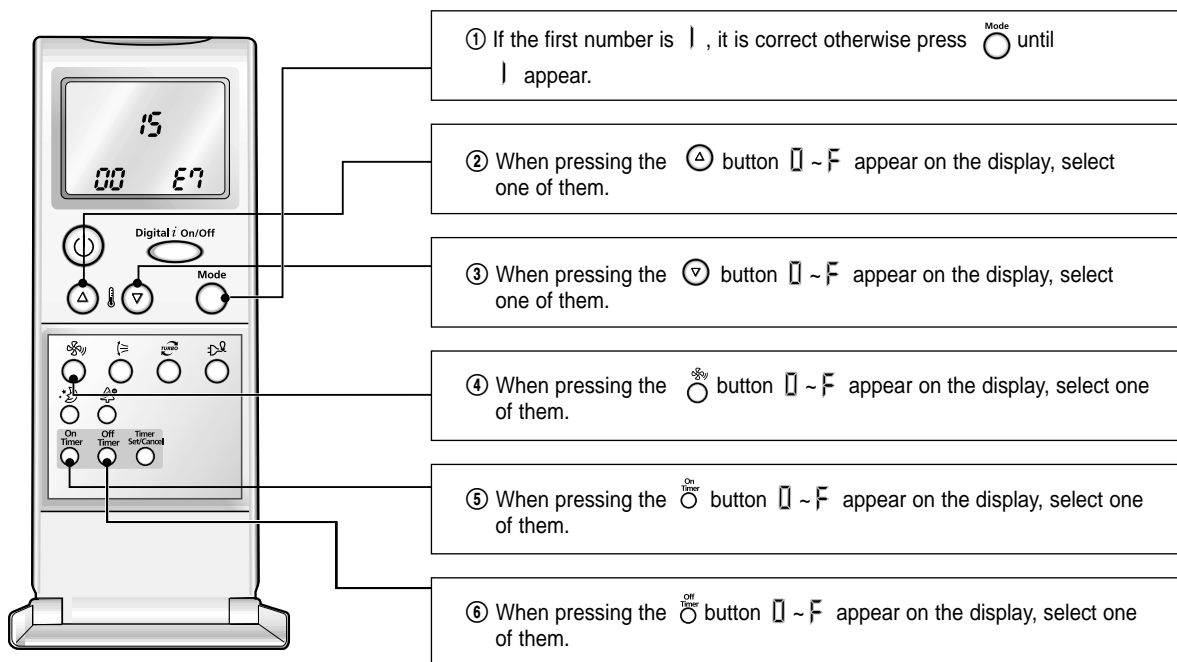 15
00 E7
Digital i On/Off
Mode
TURBO
On Timer
Off Timer
Timer Set/Cancel
① If the first number is 1 , it is correct otherwise press Mode until
1 appear.
② When pressing the button 0 ~ F appear on the display, select
one of them.
③ When pressing the button 0 ~ F appear on the display, select
one of them.
④ When pressing the button 0 ~ F appear on the display, select one
of them.
⑤ When pressing the On Timer button 0 ~ F appear on the display, select one
of them.
⑥ When pressing the Off Timer button 0 ~ F appear on the display, select one
of them.